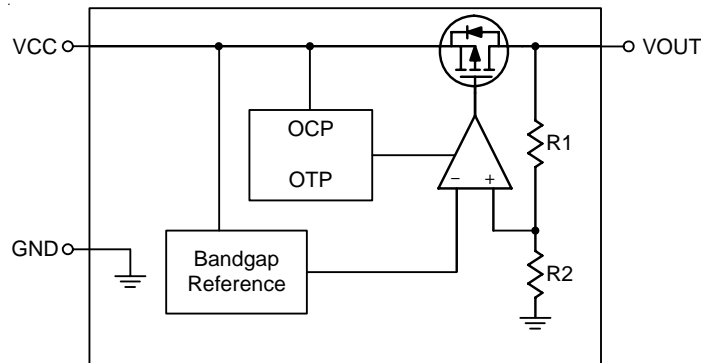 VCC
VOUT
OCP
OTP
R1
− +
GND
Bandgap
Reference
R2